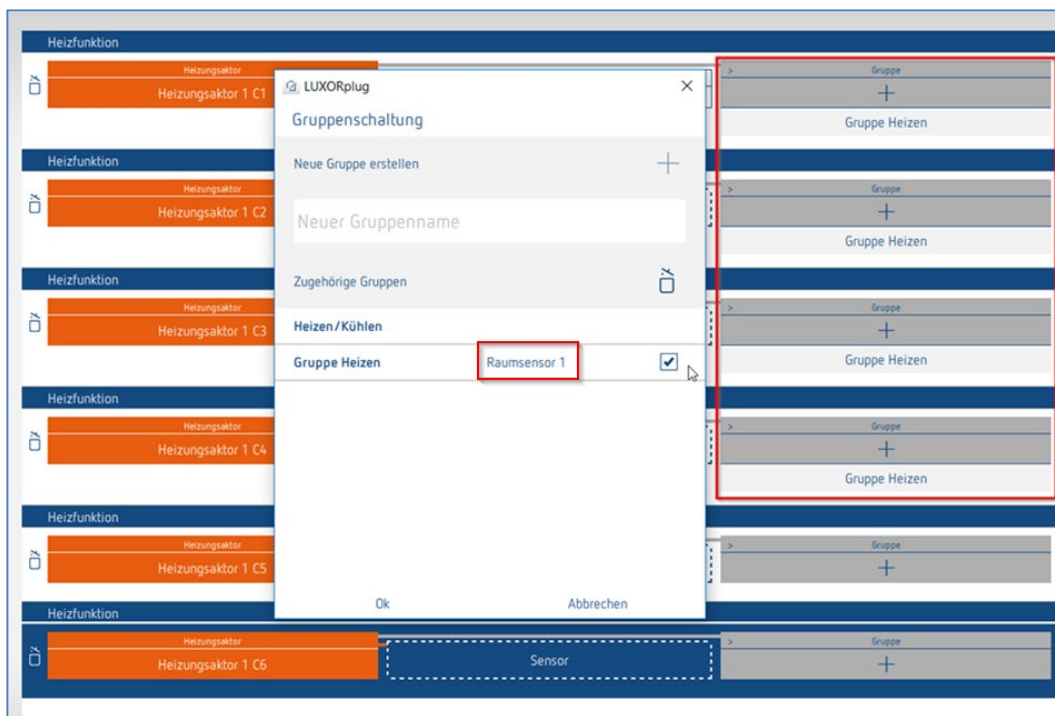 Heizfunktion
Heizungsaktor
Heizungsaktor 1 C1
> Gruppe
+
Gruppe Heizen
Heizfunktion
Heizungsaktor
Heizungsaktor 1 C2
> Gruppe
+
Gruppe Heizen
Heizfunktion
Heizungsaktor
Heizungsaktor 1 C3
> Gruppe
+
Gruppe Heizen
Heizfunktion
Heizungsaktor
Heizungsaktor 1 C4
> Gruppe
+
Gruppe Heizen
Heizfunktion
Heizungsaktor
Heizungsaktor 1 C5
> Gruppe
+
Heizfunktion
Heizungsaktor
Heizungsaktor 1 C6
Sensor
> Gruppe
+
LUXORplug
Gruppenschaltung
Neue Gruppe erstellen +
Neuer Gruppenname
Zugehörige Gruppen
Heizen/Kühlen
Gruppe Heizen Raumsensor 1
Ok Abbrechen